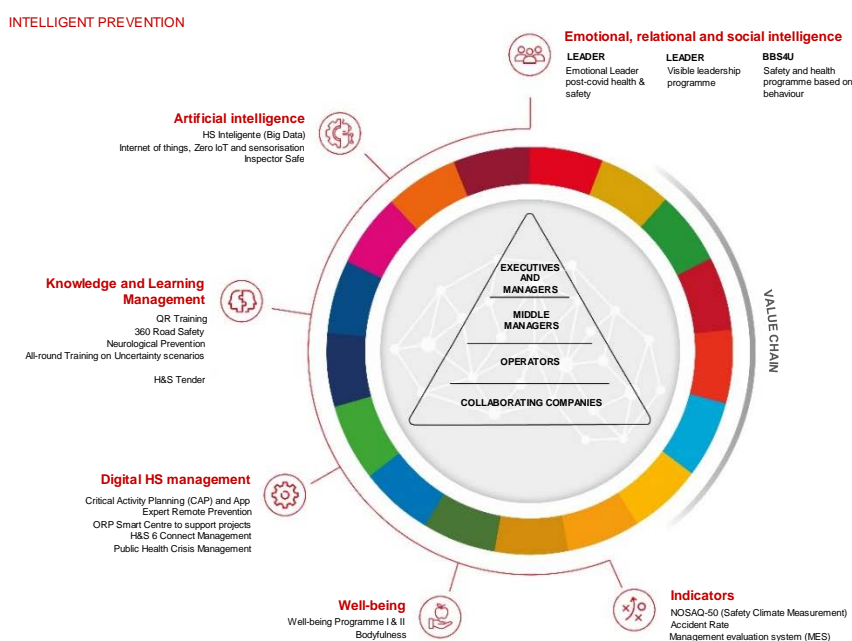 INTELLIGENT PREVENTION
Emotional, relational and social intelligence
LEADER
Emotional Leader
post-covid health &
safety
LEADER
Visible leadership
programme
BBS4U
Safety and health
programme based on
behaviour
Artificial intelligence
HS Inteligente (Big Data)
Internet of things, Zero IoT and sensorisation
Inspector Safe
Knowledge and Learning
Management
QR Training
360 Road Safety
Neurological Prevention
All-round Training on Uncertainty scenarios
H&S Tender
EXECUTIVES
AND
MANAGERS
MIDDLE
MANAGERS
OPERATORS
COLLABORATING COMPANIES
VALUE CHAIN
Digital HS management
Critical Activity Planning (CAP) and App
Expert Remote Prevention
ORP Smart Centre to support projects
H&S 6 Connect Management
Public Health Crisis Management
Well-being
Well-being Programme I & II
Bodyfulness
Indicators
NOSAQ-50 (Safety Climate Measurement)
Accident Rate
Management evaluation system (MES)